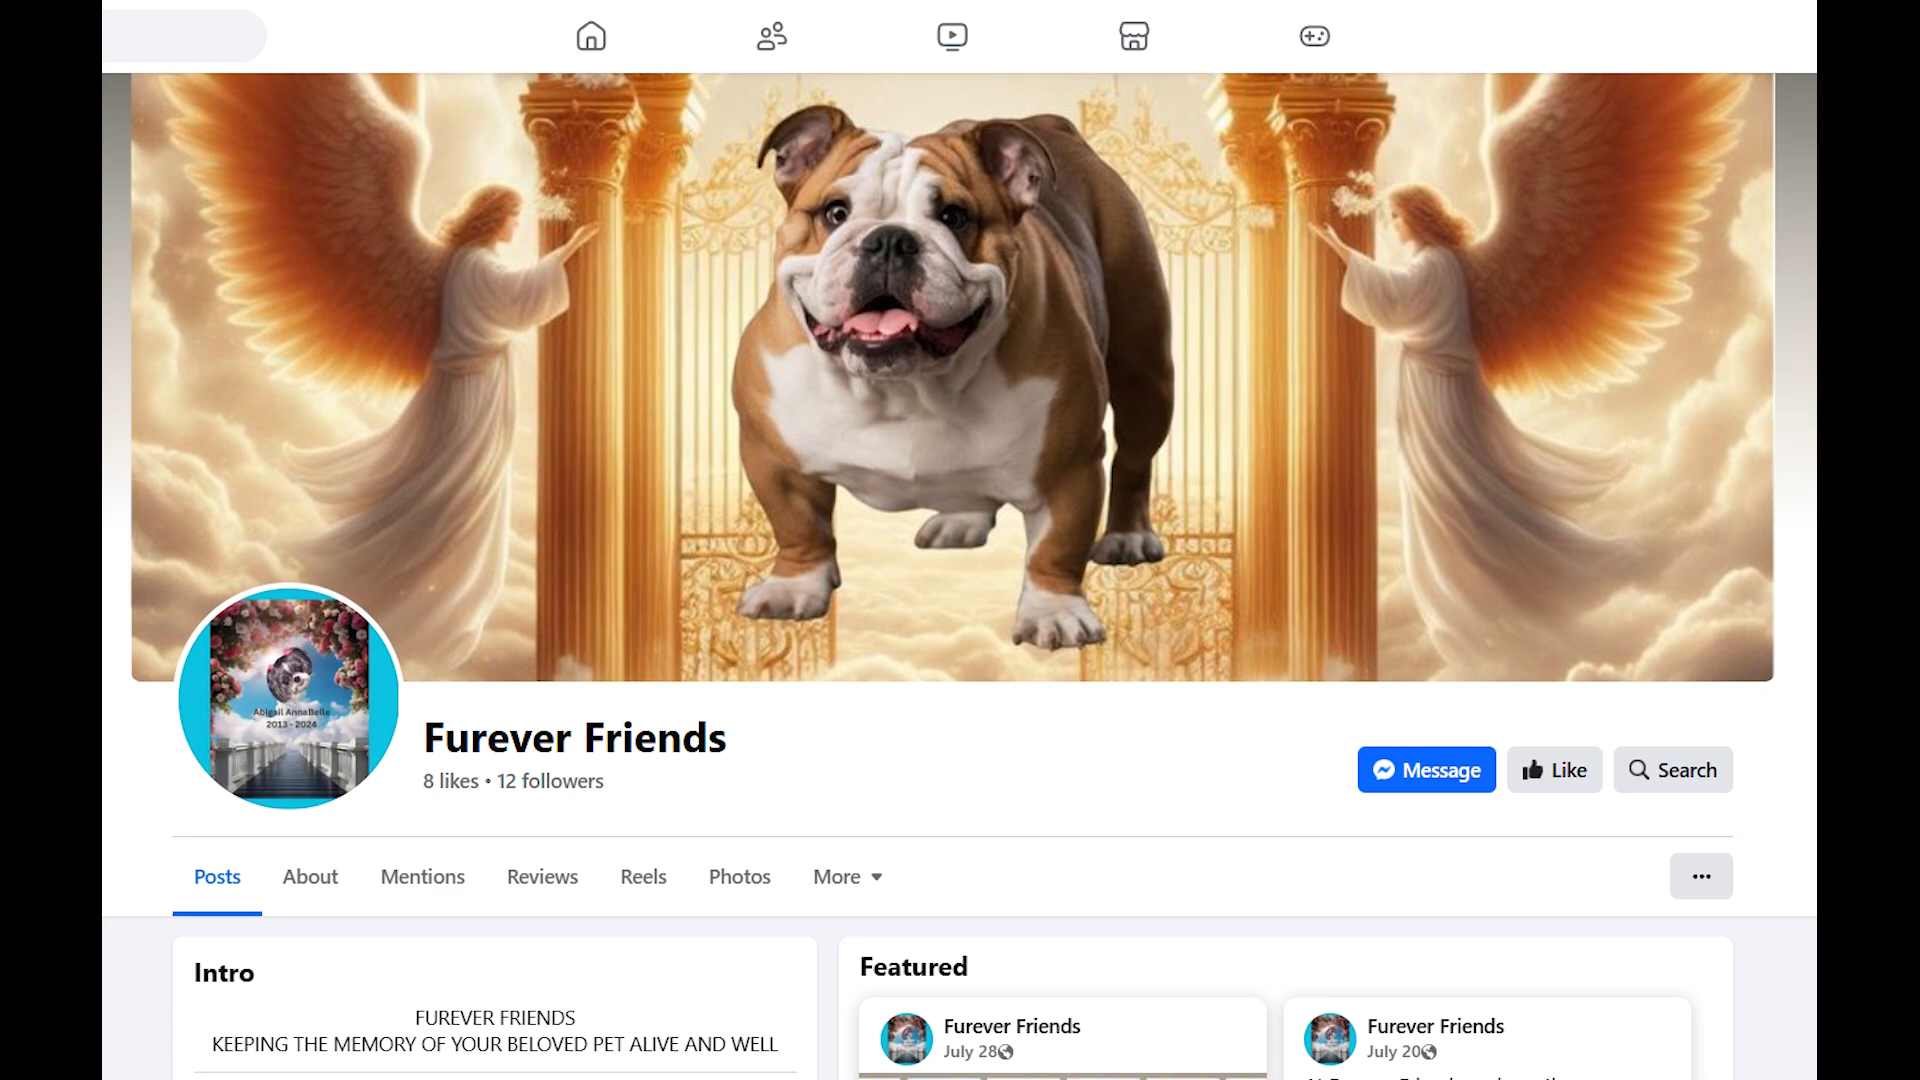 Abigail AnnaBelle
2013 - 2024
Furever Friends
8 likes • 12 followers
Message
Like
Search
Posts
About
Mentions
Reviews
Reels
Photos
More
Intro
FUREVER FRIENDS
KEEPING THE MEMORY OF YOUR BELOVED PET ALIVE AND WELL
Featured
Furever Friends
July 28
Furever Friends
July 20